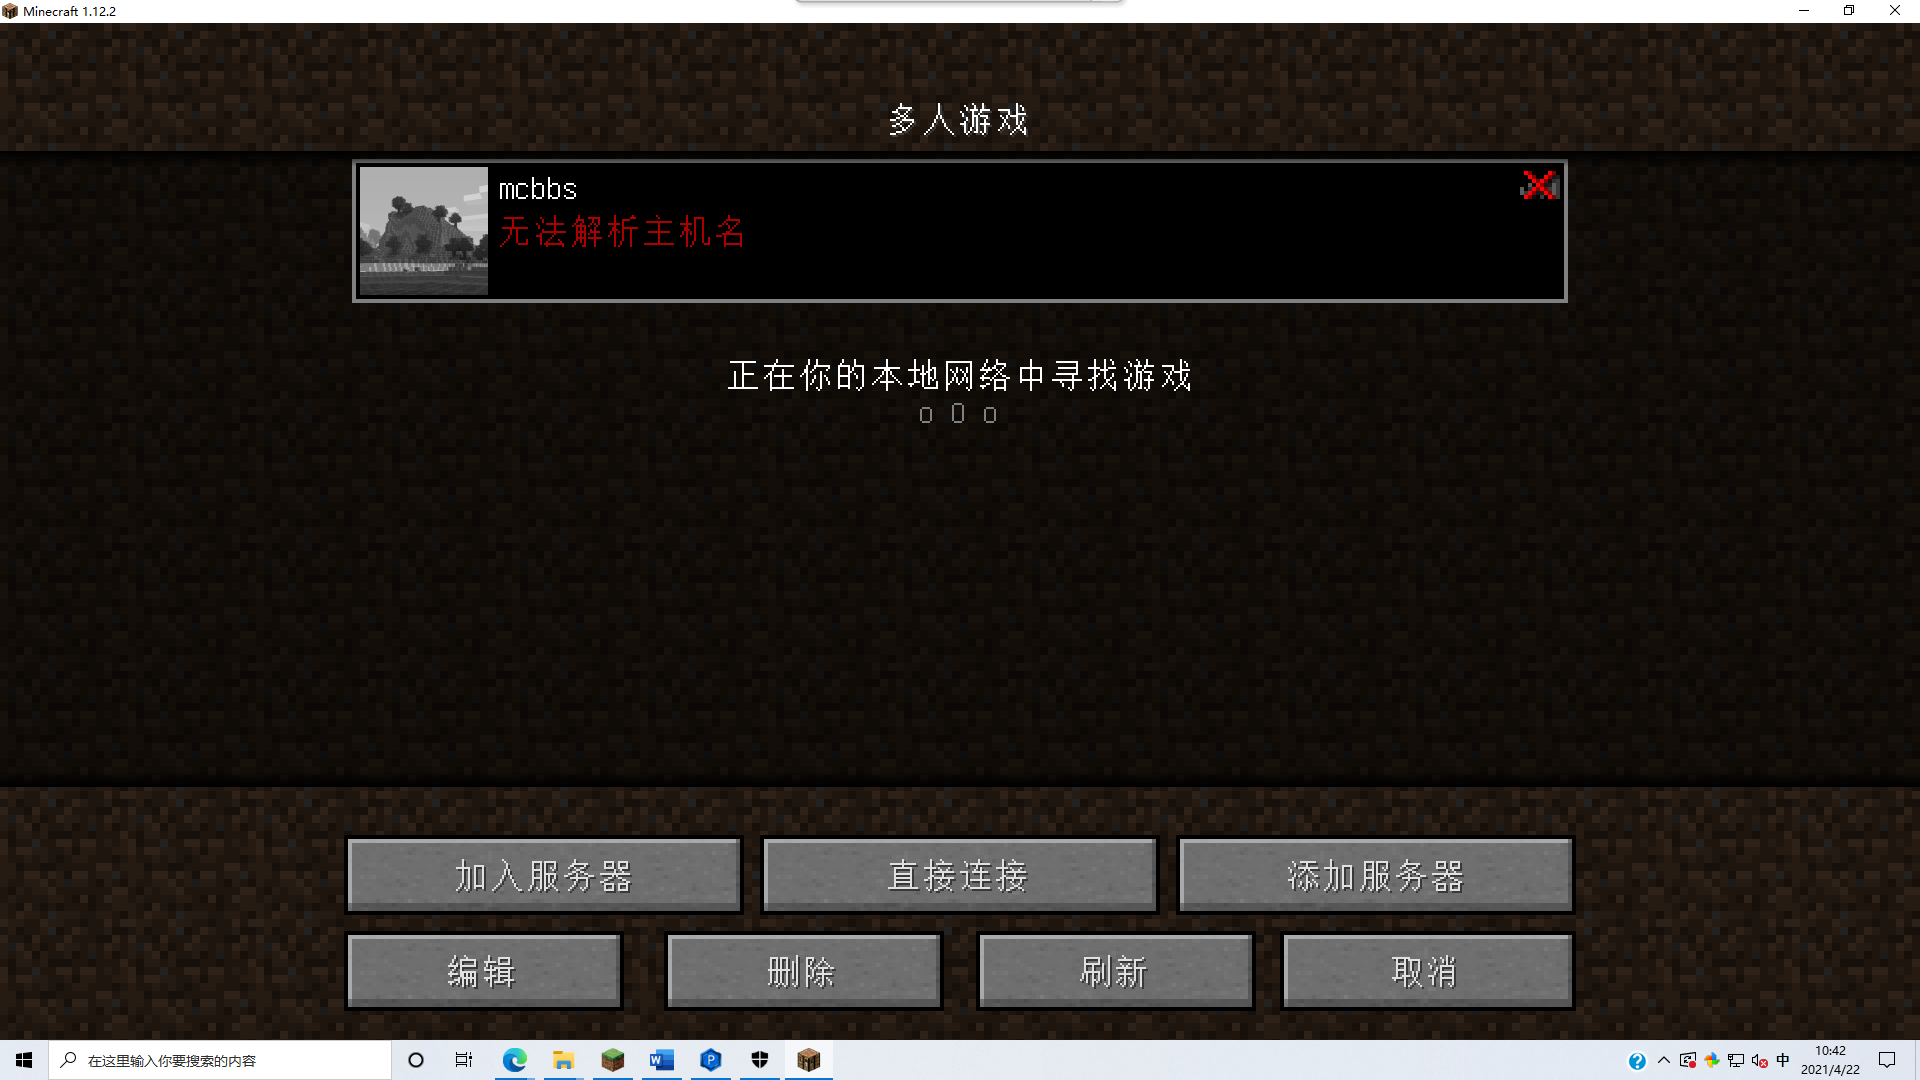 Minecraft 1.12.2
多人游戏
mcbbs
无法解析主机名
正在你的本地网络中寻找游戏
o O o
加入服务器
直接连接
添加服务器
编辑
删除
刷新
取消
在这里输入你要搜索的内容
中
10:42
2021/4/22